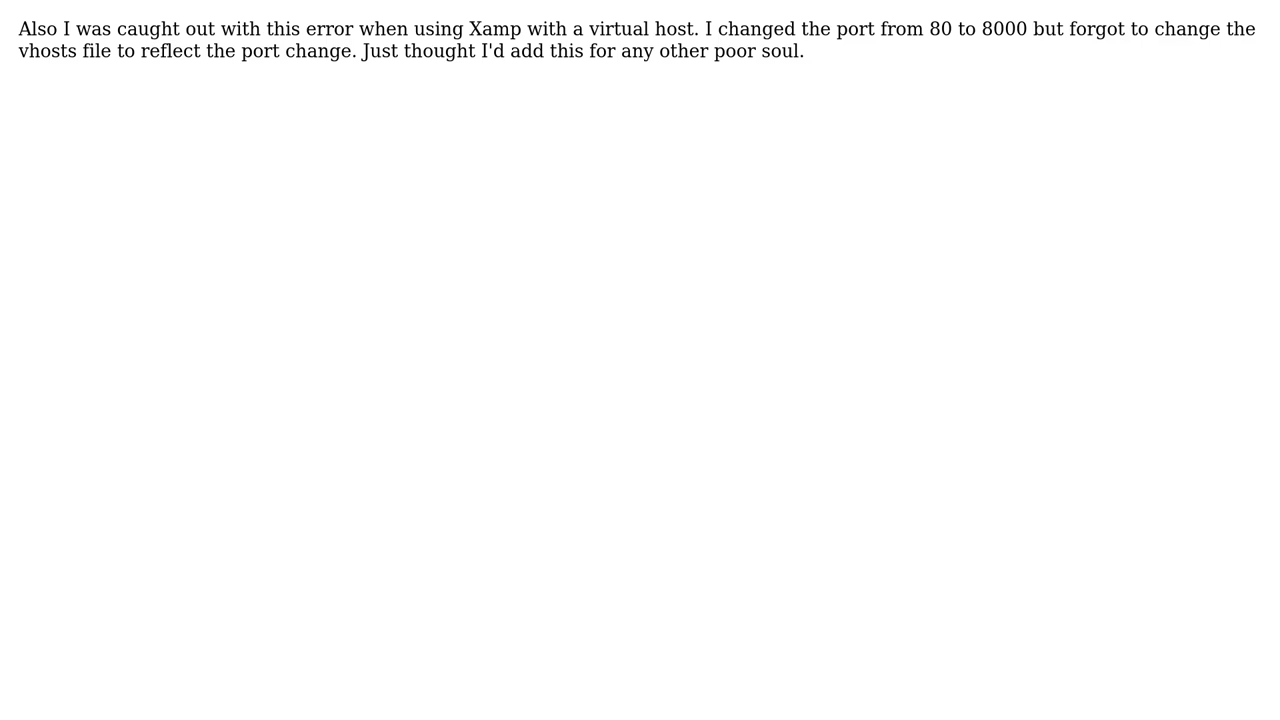 Also I was caught out with this error when using Xamp with a virtual host. I changed the port from 80 to 8000 but forgot to change the
vhosts file to reflect the port change. Just thought I'd add this for any other poor soul.